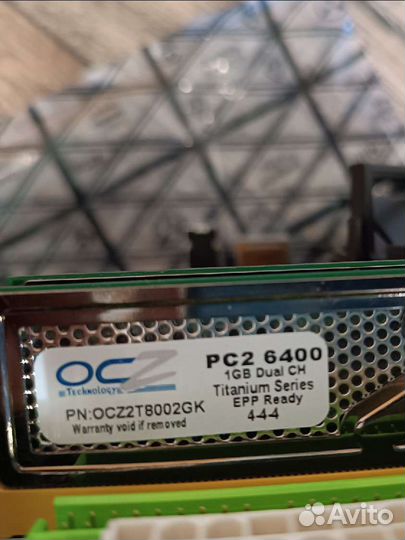 OCZ
Technology
PC2 6400
1GB Dual CH
Titanium Series
EPP Ready
4-4-4
PN:OCZ2T8002GK
Warranty void if removed
Avito